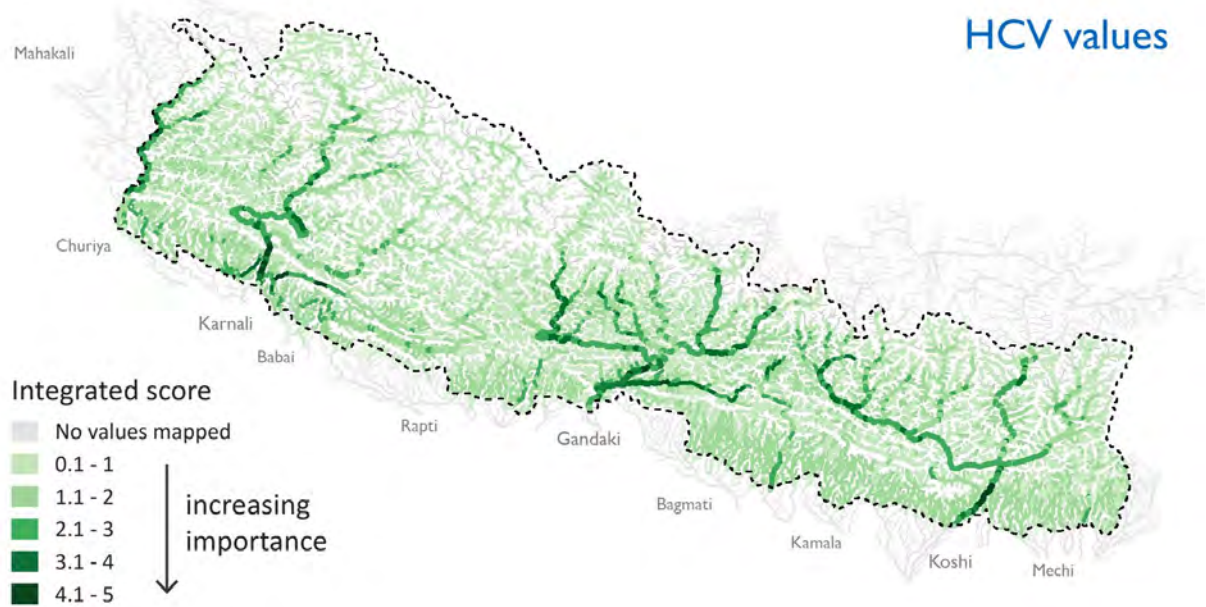 HCV values
Mahakali
Churiya
Karnali
Babai
Rapti
Gandaki
Bagmati
Kamala
Koshi
Mechi
Integrated score
No values mapped
0.1 - 1
1.1 - 2
2.1 - 3
3.1 - 4
4.1 - 5
increasing
importance